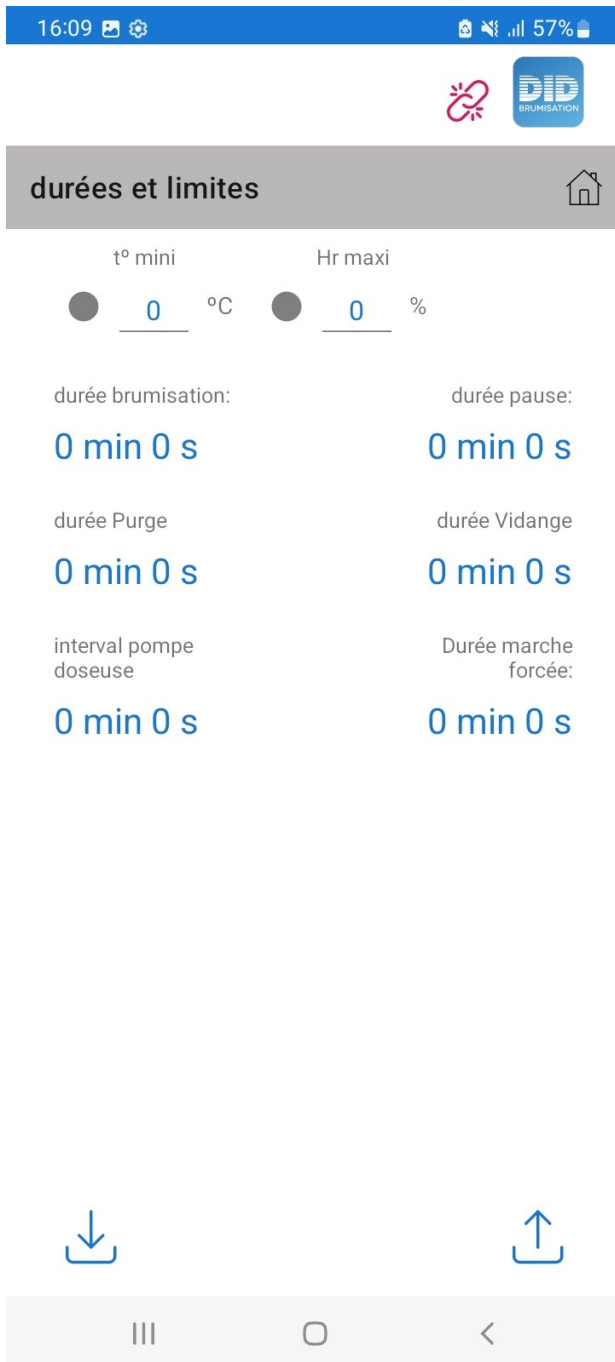 16:09 57%
DID
BRUMISATION
durées et limites
tº mini Hr maxi
0 ºC 0 %
durée brumisation: durée pause:
0 min 0 s 0 min 0 s
durée Purge durée Vidange
0 min 0 s 0 min 0 s
interval pompe Durée marche
doseuse forcée:
0 min 0 s 0 min 0 s